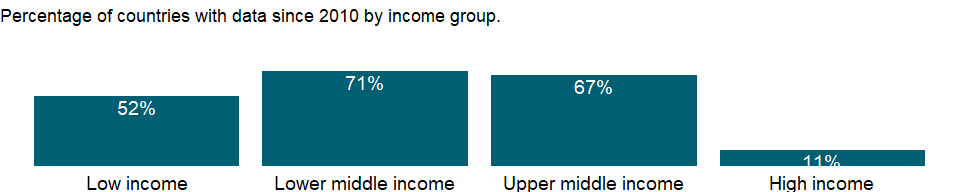 Percentage of countries with data since 2010 by income group.
52%
71%
67%
11%
Low income
Lower middle income
Upper middle income
High income